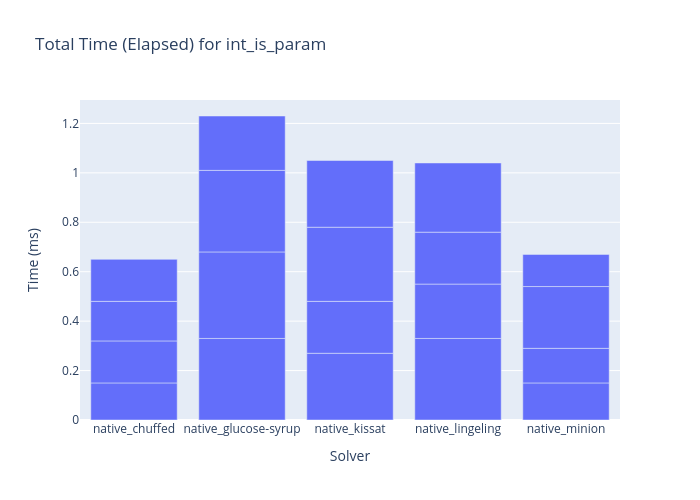 Total Time (Elapsed) for int_is_param
Time (ms)
1.2
1
0.8
0.6
0.4
0.2
0
native_chuffed native_glucose-syrup native_kissat native_lingeling native_minion
Solver